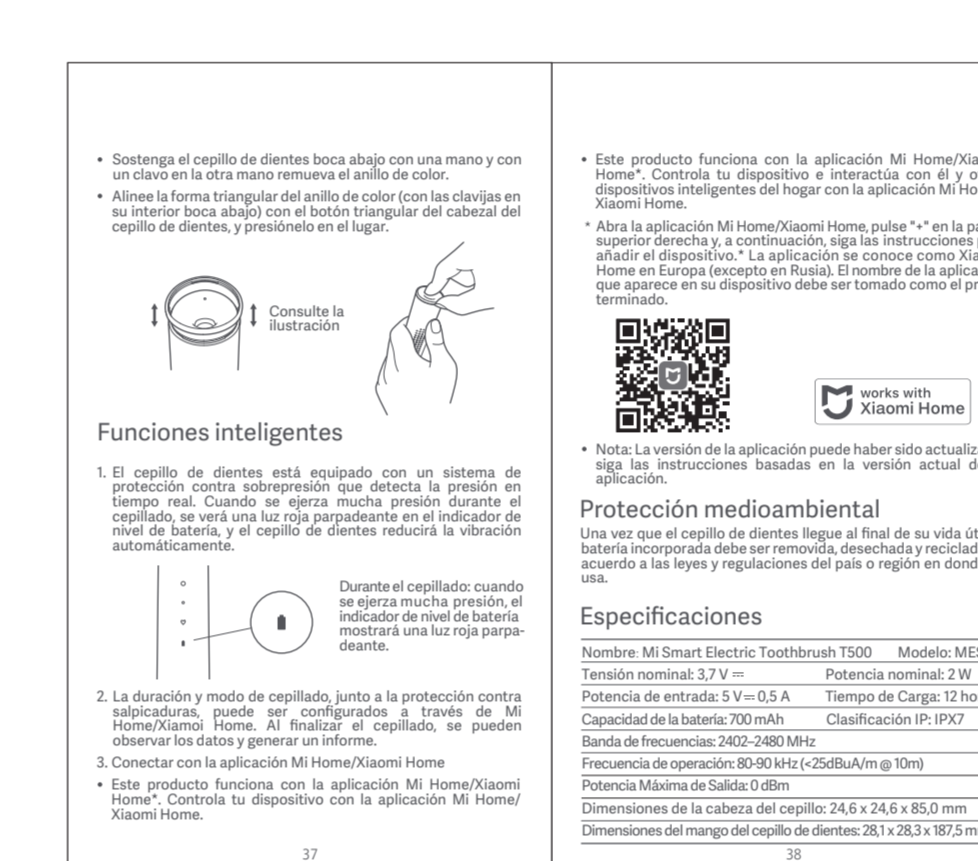 • Sostenga el cepillo de dientes boca abajo con una mano y con
un clavo en la otra mano remueva el anillo de color.
• Alinee la forma triangular del anillo de color (con las clavijas en
su interior boca abajo) con el botón triangular del cabezal del
cepillo de dientes, y presiónelo en el lugar.
Consulte la
ilustración
Funciones inteligentes
1. El cepillo de dientes está equipado con un sistema de
protección contra sobrepresión que detecta la presión en
tiempo real. Cuando se ejerza mucha presión durante el
cepillado, se verá una luz roja parpadeante en el indicador de
nivel de batería, y el cepillo de dientes reducirá la vibración
automáticamente.
Durante el cepillado: cuando
se ejerza mucha presión, el
indicador de nivel de batería
mostrará una luz roja parpa-
deante.
2. La duración y modo de cepillado, junto a la protección contra
salpicaduras, puede ser configurados a través de Mi
Home/Xiamoi Home. Al finalizar el cepillado, se pueden
observar los datos y generar un informe.
3. Conectar con la aplicación Mi Home/Xiaomi Home
• Este producto funciona con la aplicación Mi Home/Xiaomi
Home*. Controla tu dispositivo con la aplicación Mi Home/
Xiaomi Home.
37
• Este producto funciona con la aplicación Mi Home/Xia
Home*. Controla tu dispositivo e interactúa con él y o
dispositivos inteligentes del hogar con la aplicación Mi Ho
Xiaomi Home.
* Abra la aplicación Mi Home/Xiaomi Home, pulse "+" en la pa
superior derecha y, a continuación, siga las instrucciones
añadir el dispositivo.* La aplicación se conoce como Xia
Home en Europa (excepto en Rusia). El nombre de la aplica
que aparece en su dispositivo debe ser tomado como el pr
terminado.
works with
Xiaomi Home
• Nota: La versión de la aplicación puede haber sido actualiz
siga las instrucciones basadas en la versión actual d
aplicación.
Protección medioambiental
Una vez que el cepillo de dientes llegue al final de su vida út
batería incorporada debe ser removida, desechada y reciclad
acuerdo a las leyes y regulaciones del país o región en dond
usa.
Especificaciones
Nombre: Mi Smart Electric Toothbrush T500 Modelo: MES
Tensión nominal: 3,7 V ⎓ Potencia nominal: 2 W
Potencia de entrada: 5 V⎓ 0,5 A Tiempo de Carga: 12 ho
Capacidad de la batería: 700 mAh Clasificación IP: IPX7
Banda de frecuencias: 2402–2480 MHz
Frecuencia de operación: 80-90 kHz (<25dBuA/m @ 10m)
Potencia Máxima de Salida: 0 dBm
Dimensiones de la cabeza del cepillo: 24,6 x 24,6 x 85,0 mm
Dimensiones del mango del cepillo de dientes: 28,1 x 28,3 x 187,5 m
38